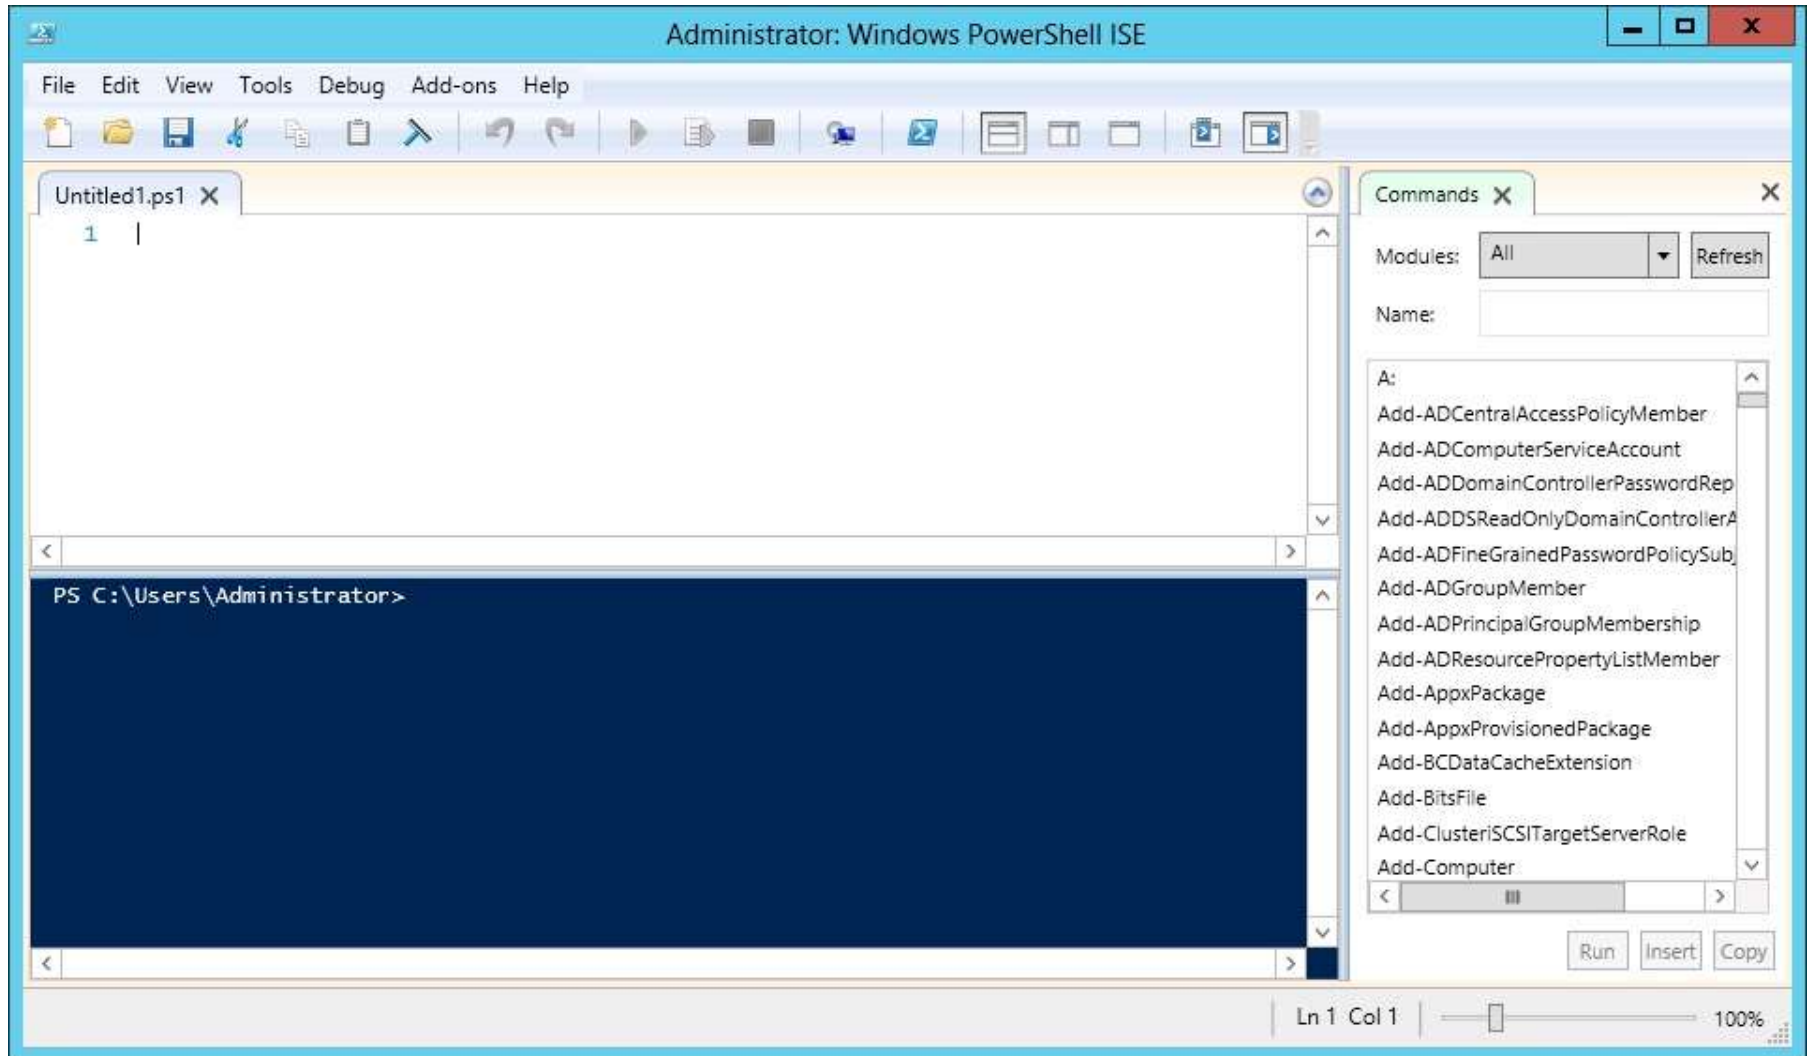 Administrator: Windows PowerShell ISE
File Edit View Tools Debug Add-ons Help
Untitled1.ps1
1
PS C:\Users\Administrator>
Commands
Modules: All Refresh
Name:
A:
Add-ADCentralAccessPolicyMember
Add-ADComputerServiceAccount
Add-ADDomainControllerPasswordRep
Add-ADDSReadOnlyDomainControllerA
Add-ADFineGrainedPasswordPolicySubj
Add-ADGroupMember
Add-ADPrincipalGroupMembership
Add-ADResourcePropertyListMember
Add-AppxPackage
Add-AppxProvisionedPackage
Add-BCDataCacheExtension
Add-BitsFile
Add-ClusteriSCSITargetServerRole
Add-Computer
Run Insert Copy
Ln 1 Col 1 100%